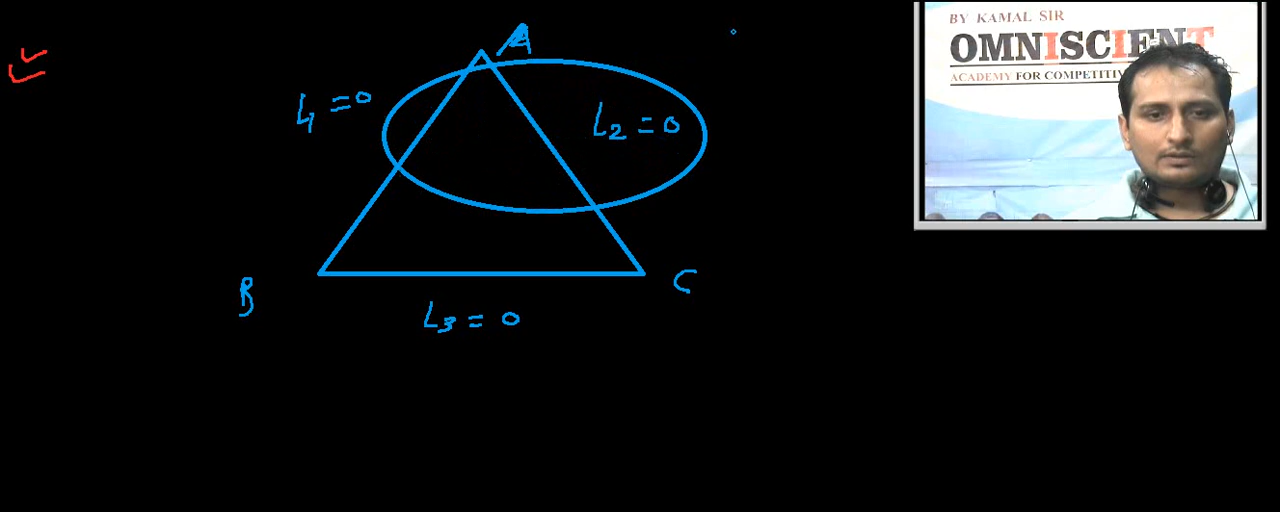 A
L1 = 0
L2 = 0
B
C
L3 = 0
BY KAMAL SIR
OMNISCIENT
ACADEMY FOR COMPETITIV